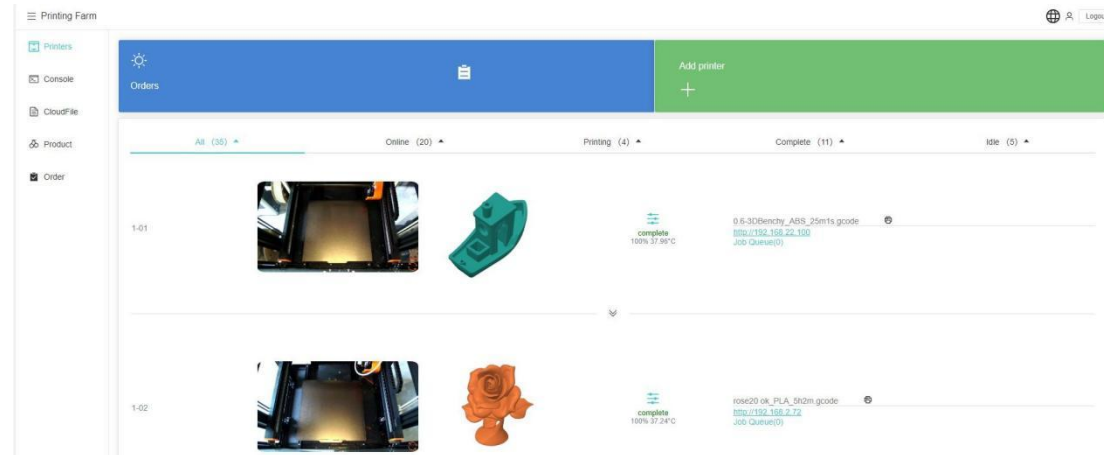 Printing Farm
Logou
Printers
Console
CloudFile
Product
Order
Orders
Add printer
All (35)
Online (20)
Printing (4)
Complete (11)
Idle (5)
1-01
complete
100% 37.98°C
0.6-3DBenchy_ABS_25m1s.gcode
http://192.168.22.100
Job Queue(0)
1-02
complete
100% 37.24°C
rose20 ok_PLA_5h2m.gcode
http://192.168.2.72
Job Queue(0)